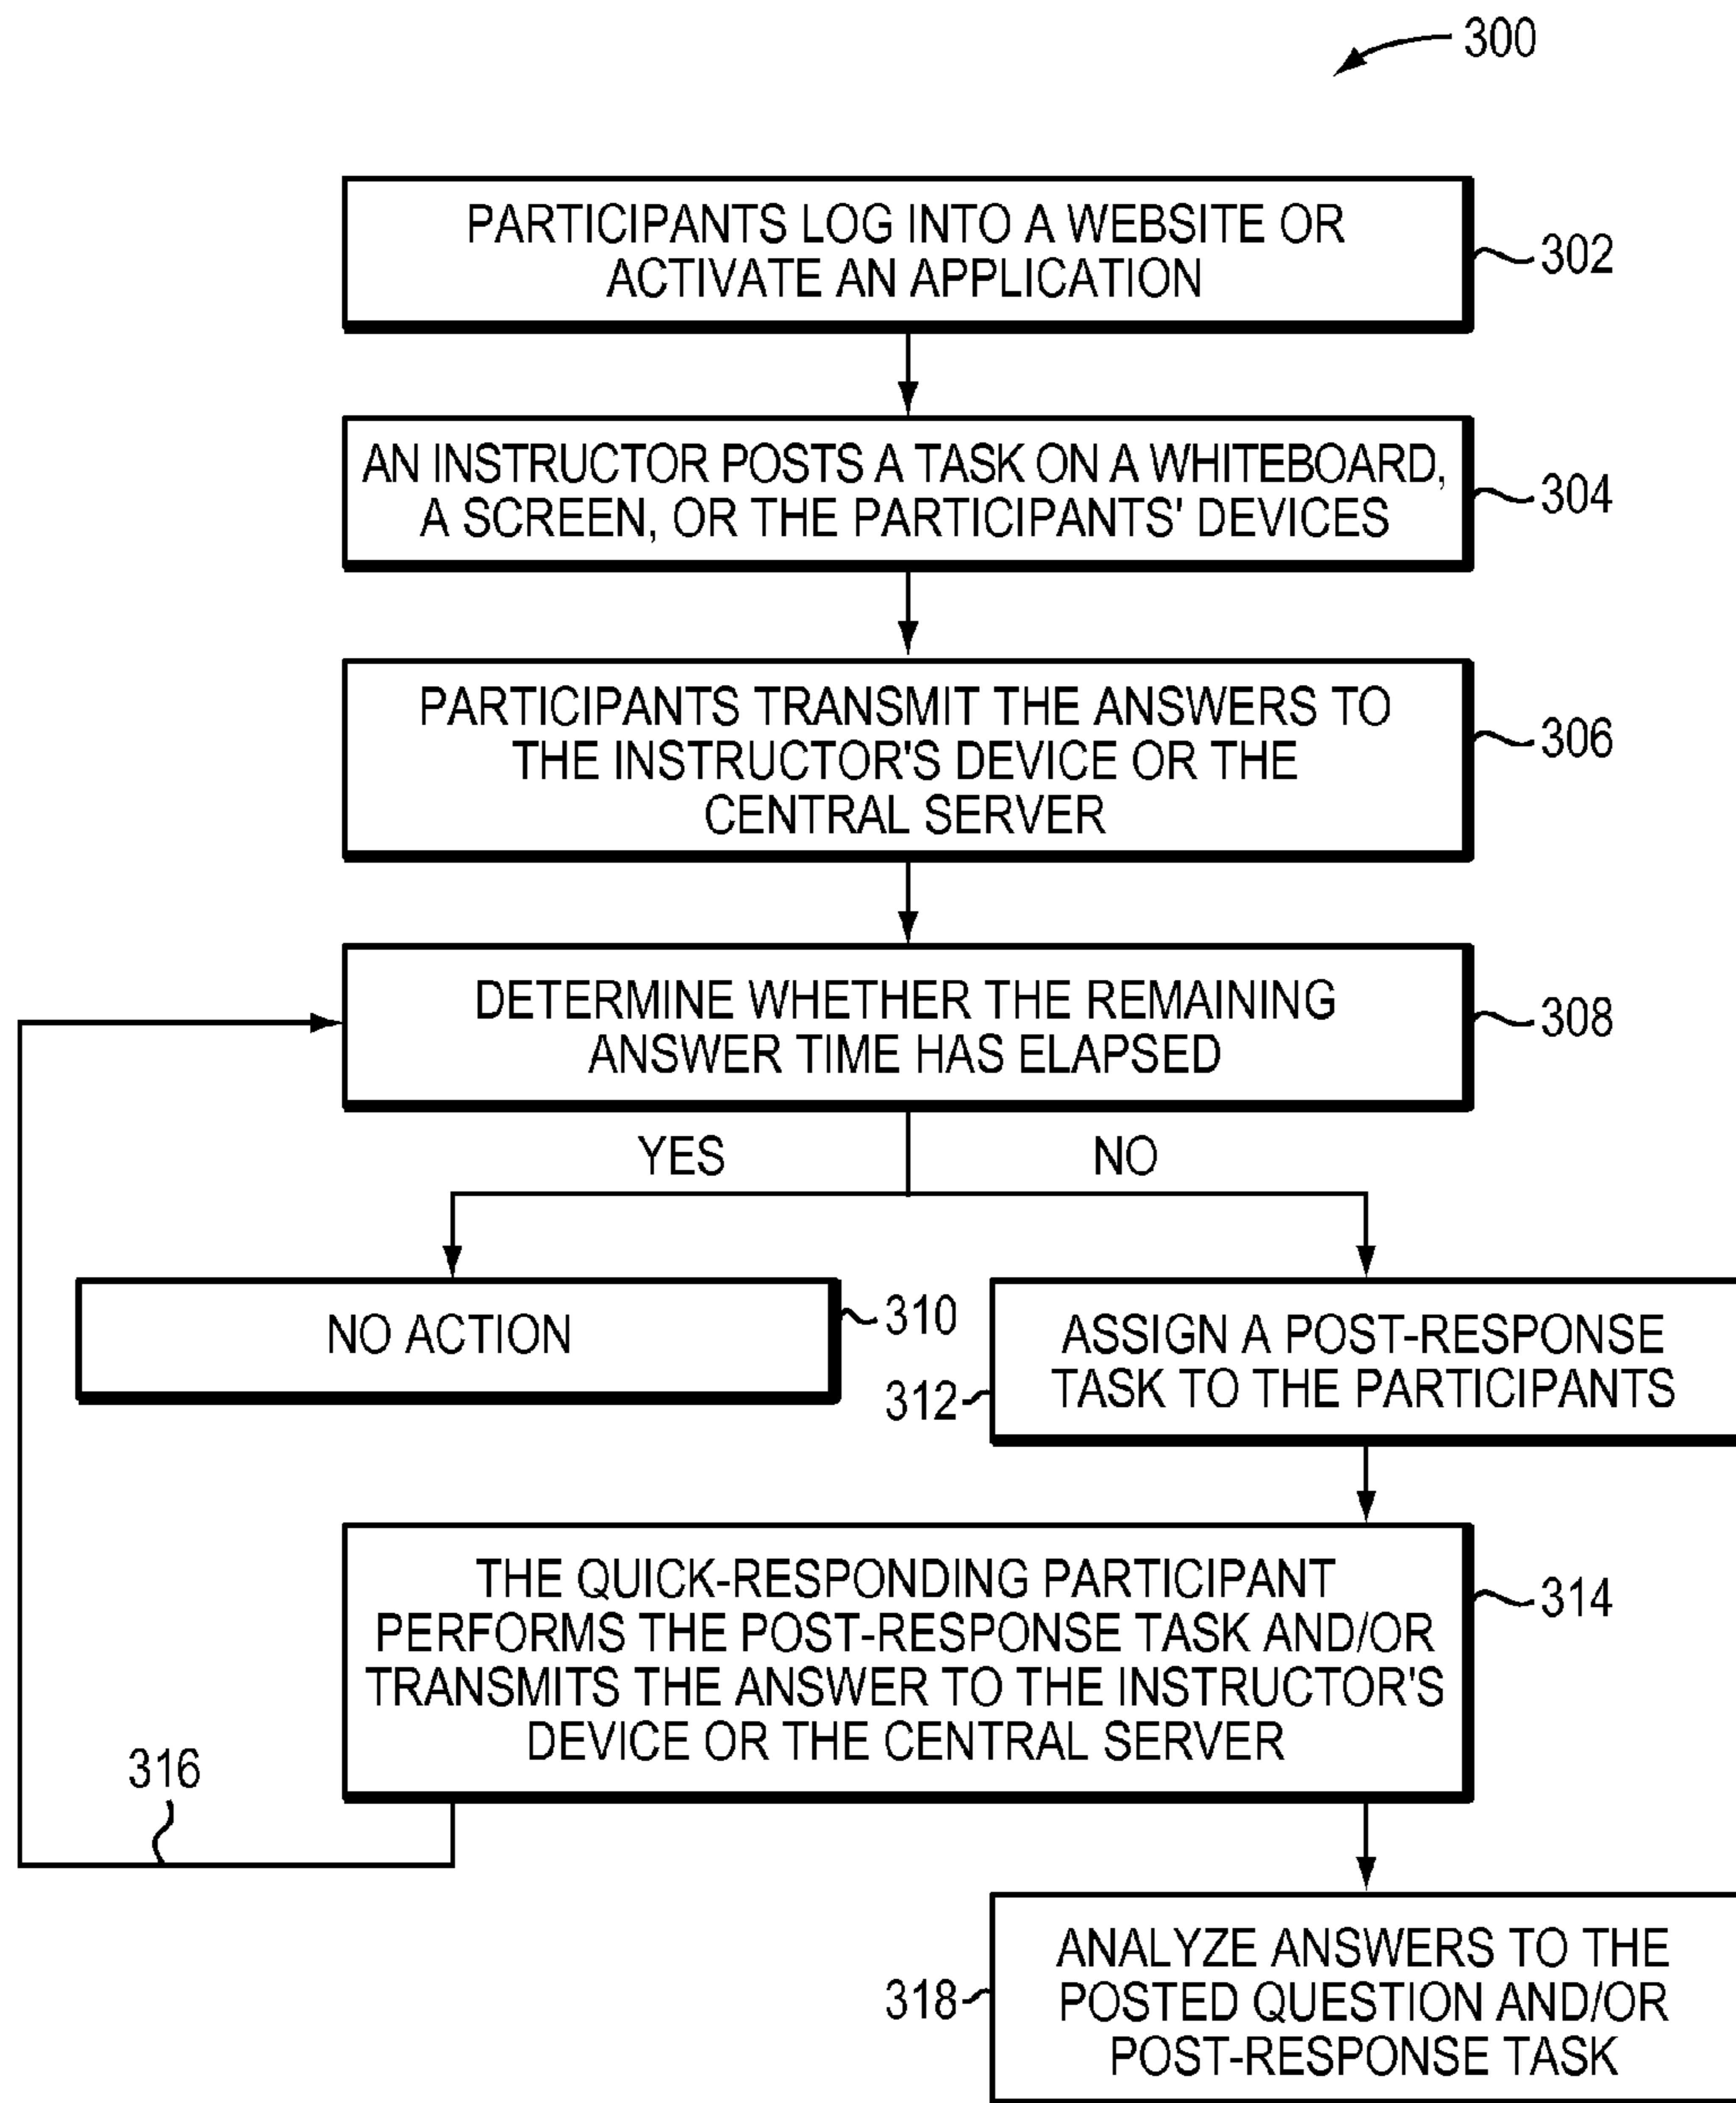 300
PARTICIPANTS LOG INTO A WEBSITE OR
ACTIVATE AN APPLICATION
302
AN INSTRUCTOR POSTS A TASK ON A WHITEBOARD,
A SCREEN, OR THE PARTICIPANTS' DEVICES
304
PARTICIPANTS TRANSMIT THE ANSWERS TO
THE INSTRUCTOR'S DEVICE OR THE
CENTRAL SERVER
306
DETERMINE WHETHER THE REMAINING
ANSWER TIME HAS ELAPSED
308
YES
NO
NO ACTION
310
ASSIGN A POST-RESPONSE
TASK TO THE PARTICIPANTS
312
THE QUICK-RESPONDING PARTICIPANT
PERFORMS THE POST-RESPONSE TASK AND/OR
TRANSMITS THE ANSWER TO THE INSTRUCTOR'S
DEVICE OR THE CENTRAL SERVER
314
316
ANALYZE ANSWERS TO THE
POSTED QUESTION AND/OR
POST-RESPONSE TASK
318